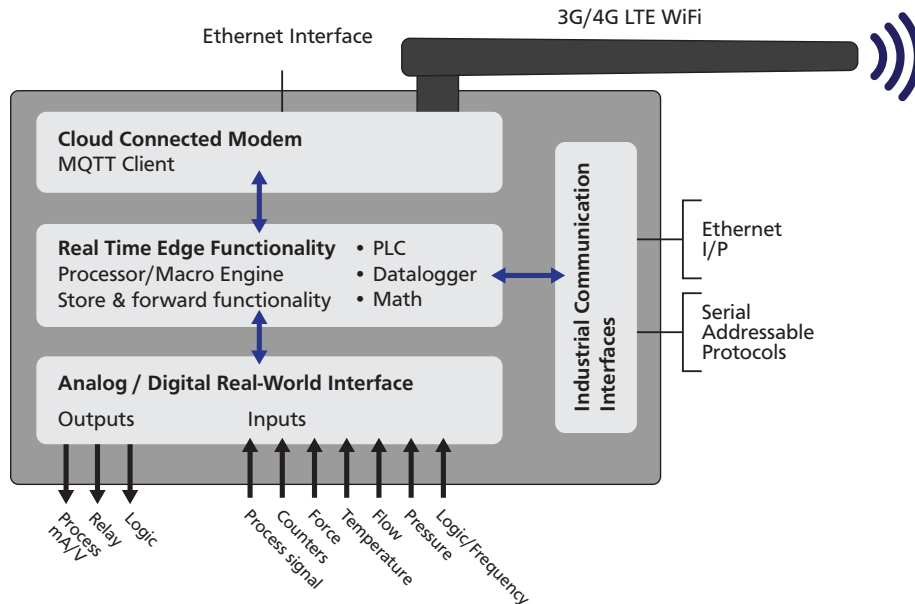 3G/4G LTE WiFi
Ethernet Interface
Cloud Connected Modem
MQTT Client
Real Time Edge Functionality
Processor/Macro Engine
Store & forward functionality
• PLC
• Datalogger
• Math
Industrial Communication
Interfaces
Ethernet
I/P
Serial
Addressable
Protocols
Analog / Digital Real-World Interface
Outputs
Inputs
Process
mA/V
Relay
Logic
Process signal
Counters
Force
Temperature
Flow
Pressure
Logic/Frequency